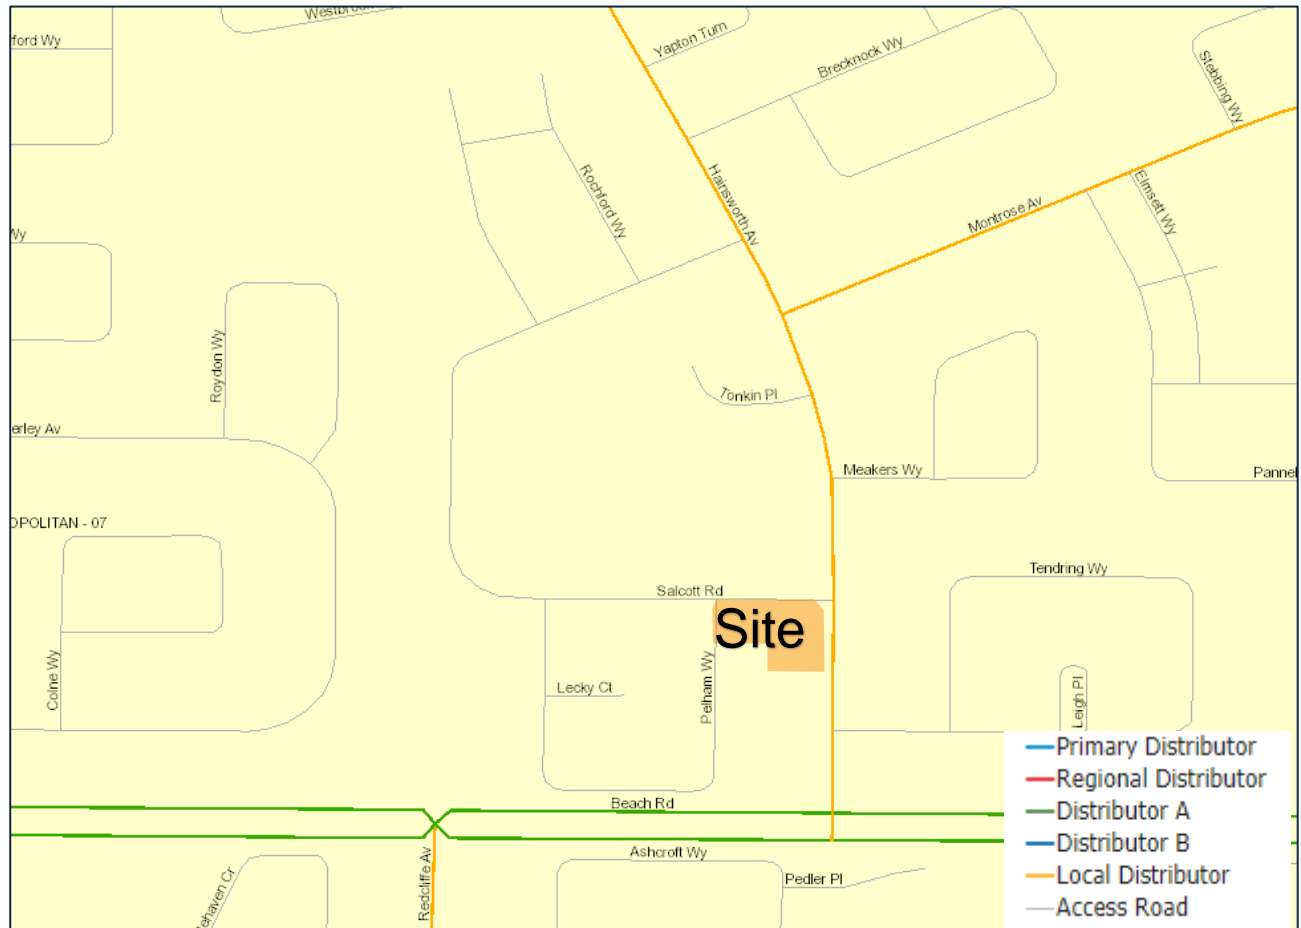 Westbrook
ford Wy
Yapton Turn
Brecknock Wy
Stebbing Wy
Rochford Wy
Hainsworth Av
Elmsett Wy
Montrose Av
Wy
Roydon Wy
Tonkin Pl
erley Av
Meakers Wy
Pannel
OPOLITAN - 07
Tendring Wy
Salcott Rd
Site
Colne Wy
Lecky Ct
Pelham Wy
Leigh Pl
Beach Rd
Ashcroft Wy
Redcliffe Av
Pedler Pl
ehaven Cr
Primary Distributor
Regional Distributor
Distributor A
Distributor B
Local Distributor
Access Road